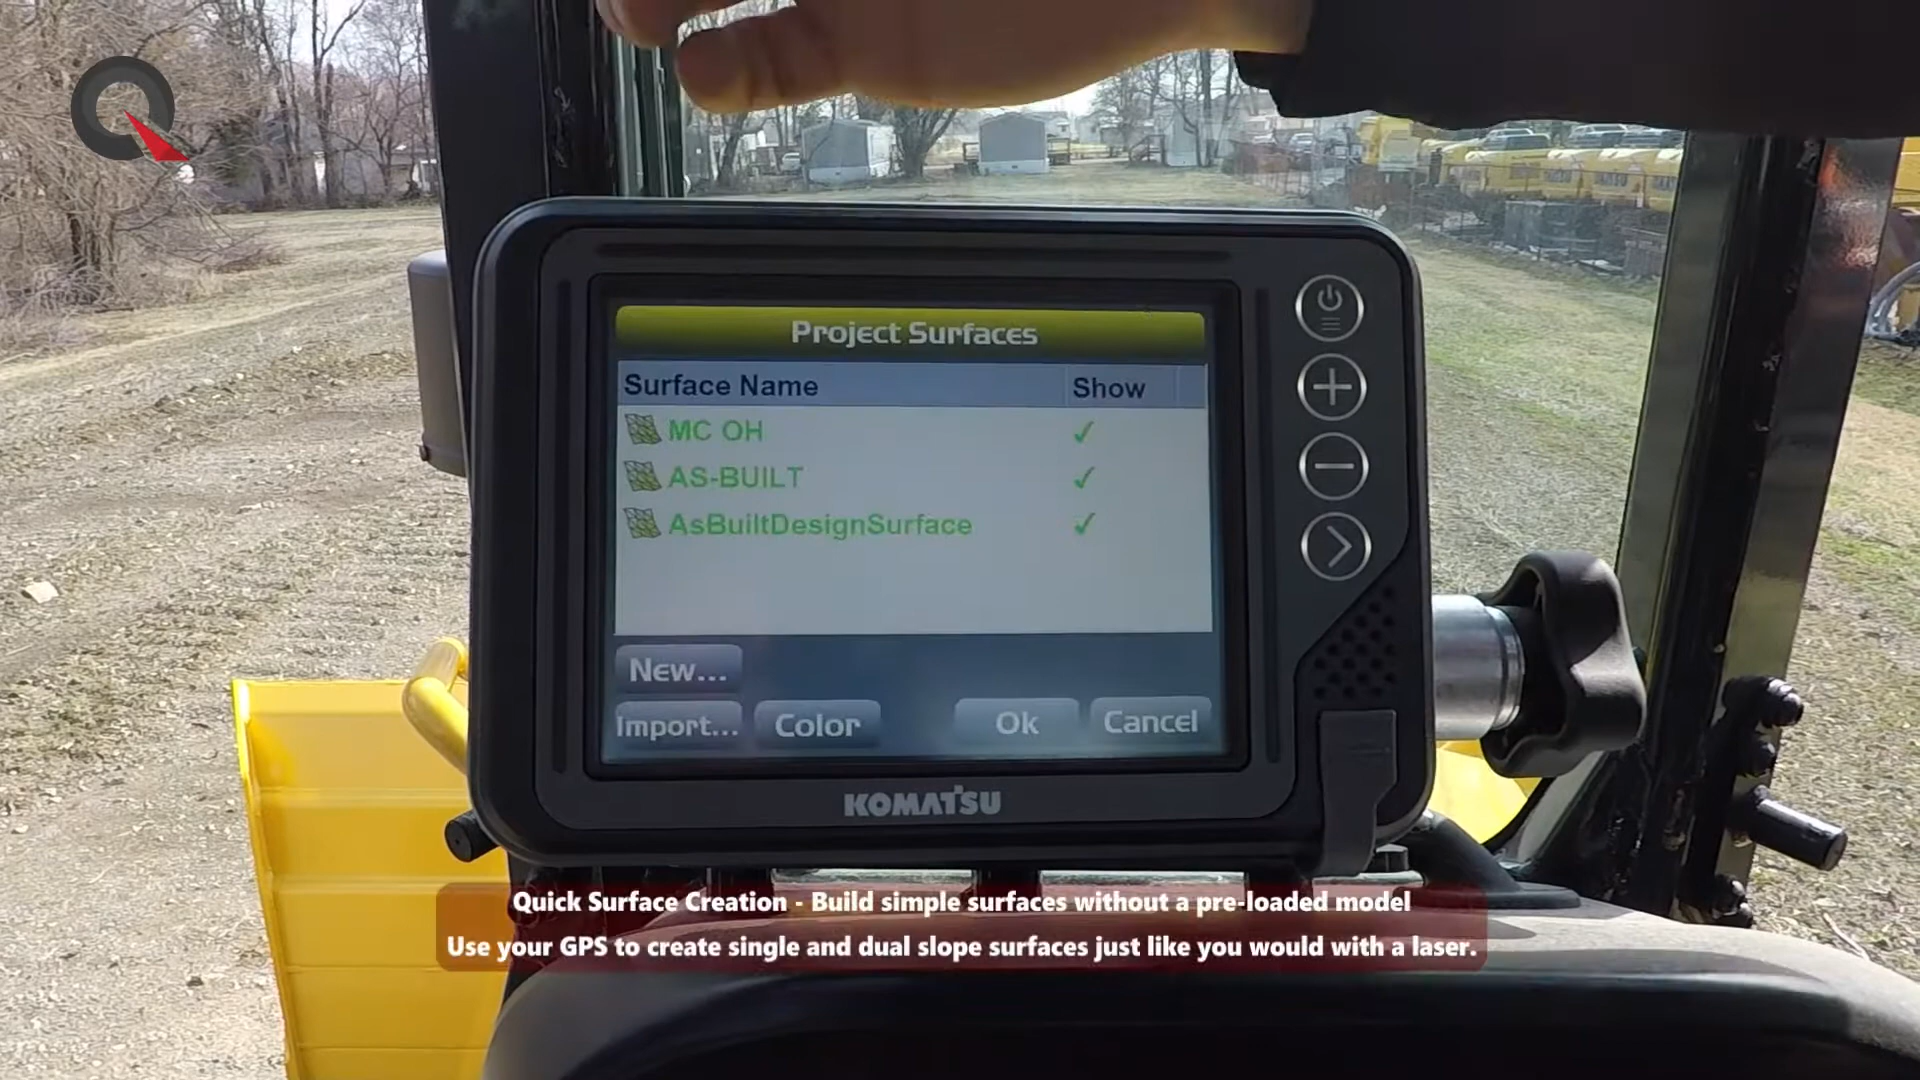 Project Surfaces
Surface Name Show
MC OH ✓
AS-BUILT ✓
AsBuiltDesignSurface ✓
New...
Import... Color Ok Cancel
KOMATSU
Quick Surface Creation - Build simple surfaces without a pre-loaded model
Use your GPS to create single and dual slope surfaces just like you would with a laser.